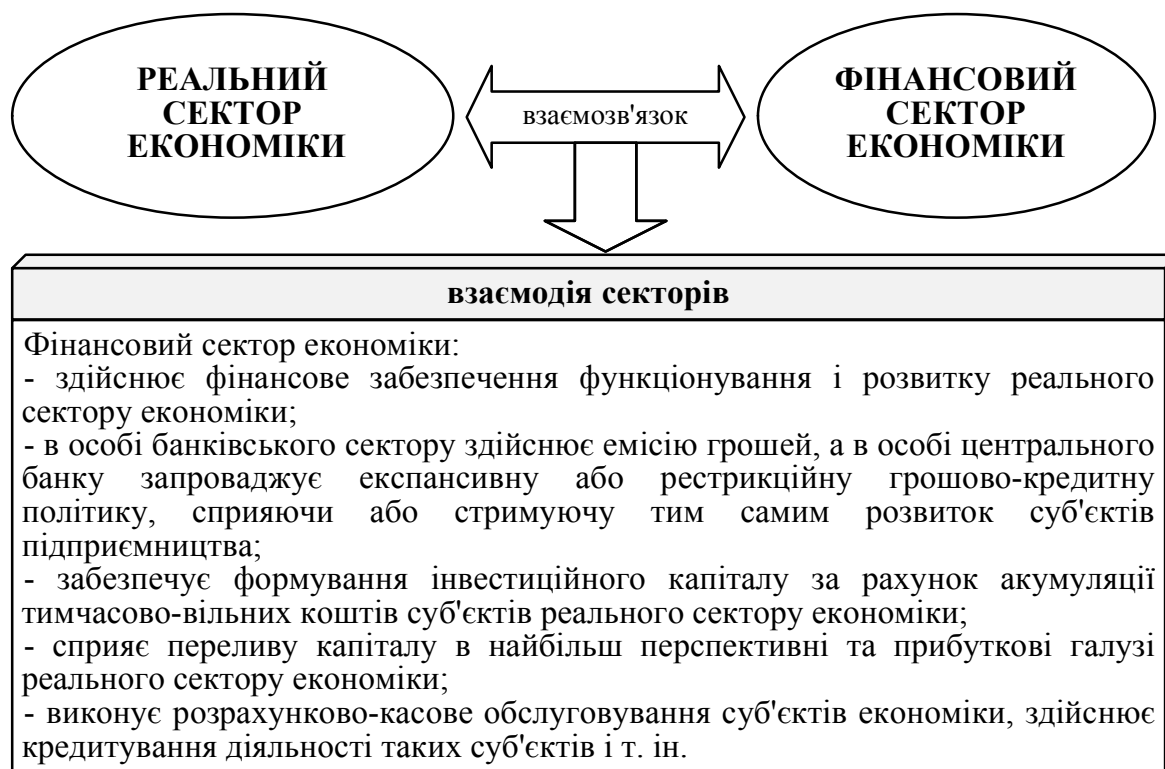 РЕАЛЬНИЙ
СЕКТОР
ЕКОНОМІКИ
взаємозв'язок
ФІНАНСОВИЙ
СЕКТОР
ЕКОНОМІКИ
взаємодія секторів
Фінансовий сектор економіки:
- здійснює фінансове забезпечення функціонування і розвитку реального
сектору економіки;
- в особі банківського сектору здійснює емісію грошей, а в особі центрального
банку запроваджує експансивну або рестрикційну грошово-кредитну
політику, сприяючи або стримуючу тим самим розвиток суб'єктів
підприємництва;
- забезпечує формування інвестиційного капіталу за рахунок акумуляції
тимчасово-вільних коштів суб'єктів реального сектору економіки;
- сприяє переливу капіталу в найбільш перспективні та прибуткові галузі
реального сектору економіки;
- виконує розрахунково-касове обслуговування суб'єктів економіки, здійснює
кредитування діяльності таких суб'єктів і т. ін.